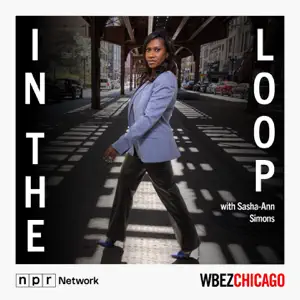 IN THE
LOOP
with Sasha-Ann
Simons
npr Network
WBEZCHICAGO